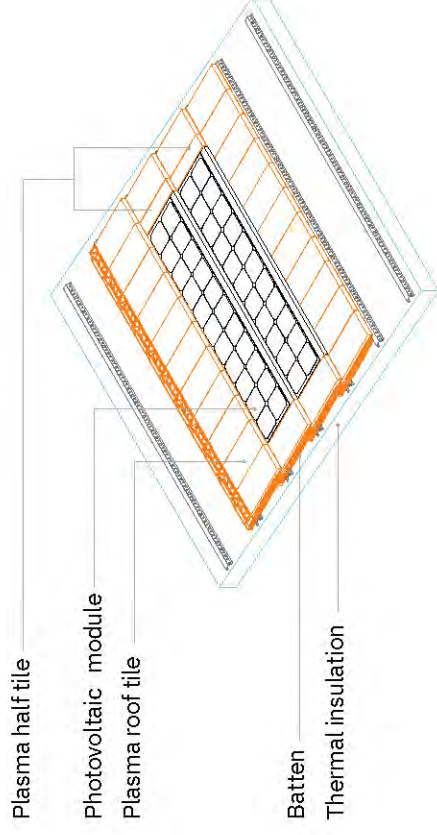 Plasma half tile
Photovoltaic module
Plasma roof tile
Batten
Thermal insulation